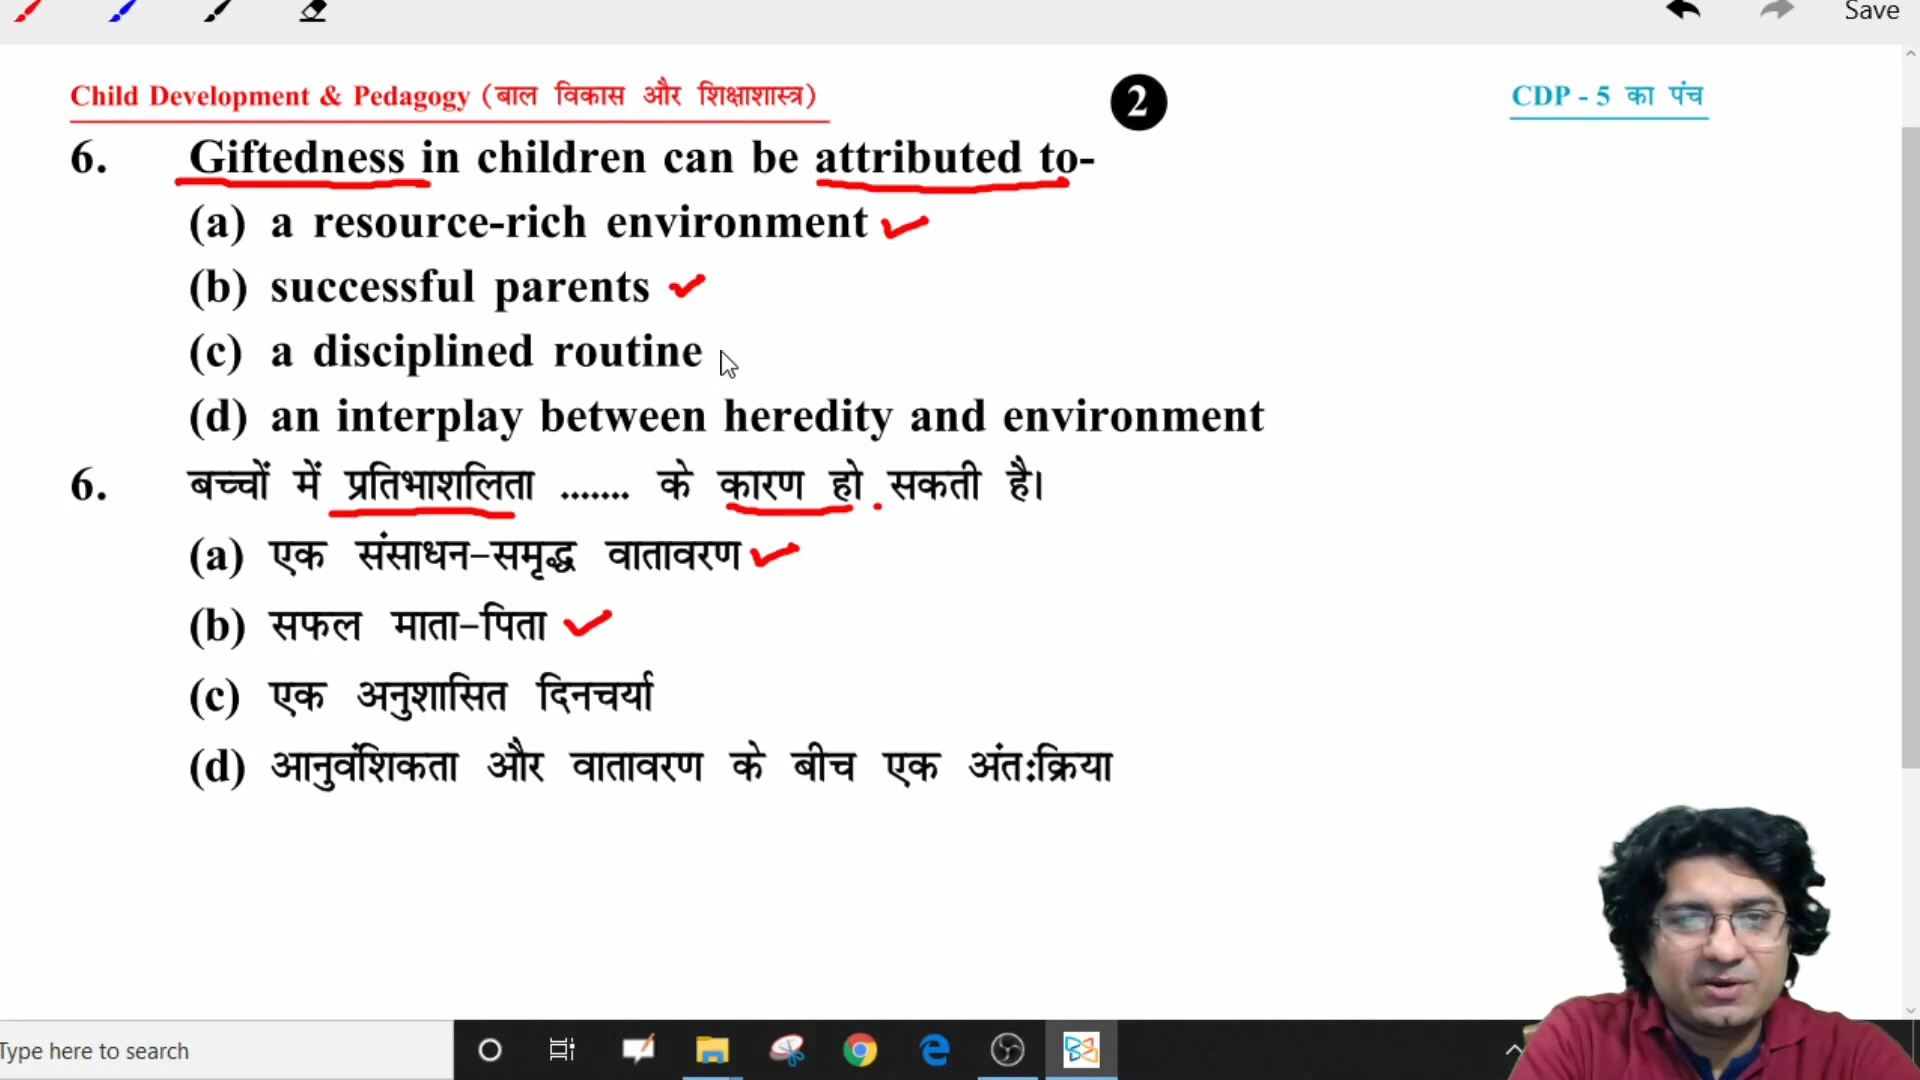 Save
Child Development & Pedagogy (बाल विकास और शिक्षाशास्त्र)
2
CDP - 5 का पंच
6. Giftedness in children can be attributed to-
(a) a resource-rich environment
(b) successful parents
(c) a disciplined routine
(d) an interplay between heredity and environment
6. बच्चों में प्रतिभाशलिता ....... के कारण हो सकती है।
(a) एक संसाधन-समृद्ध वातावरण
(b) सफल माता-पिता
(c) एक अनुशासित दिनचर्या
(d) आनुवंशिकता और वातावरण के बीच एक अंत:क्रिया
Type here to search